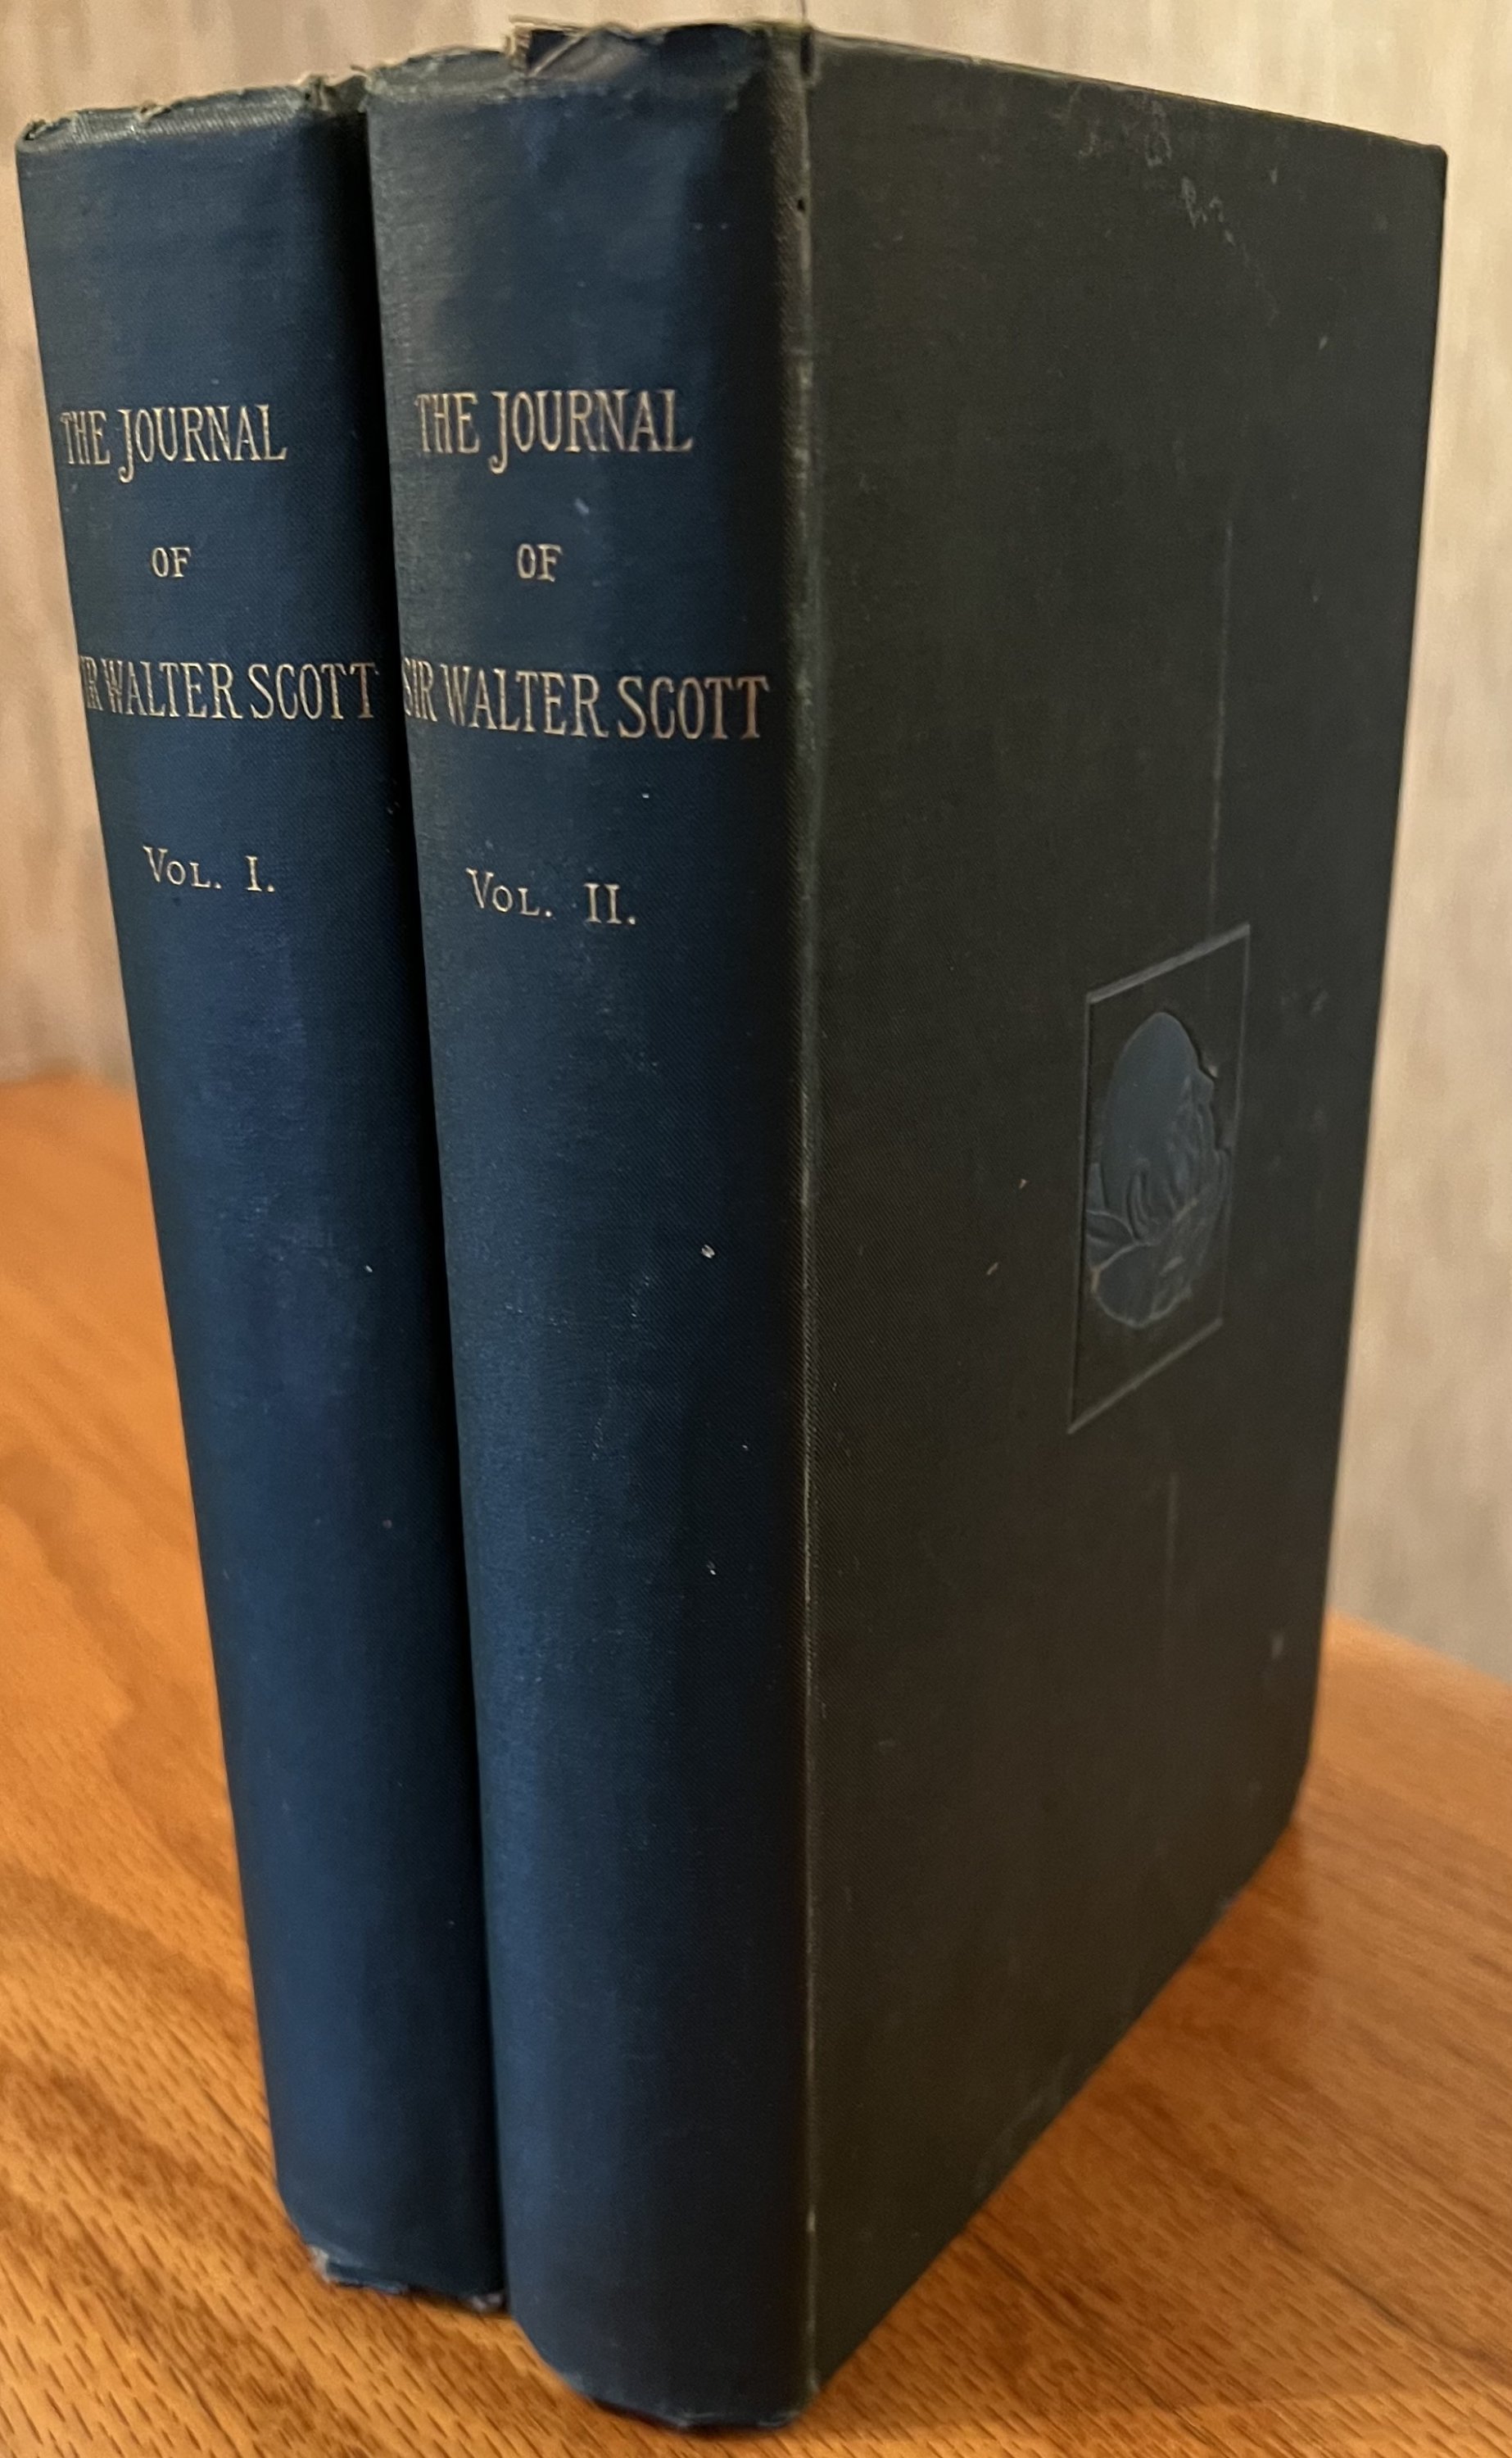 THE JOURNAL
OF
SIR WALTER SCOTT
VOL. I.
THE JOURNAL
OF
SIR WALTER SCOTT
VOL. II.